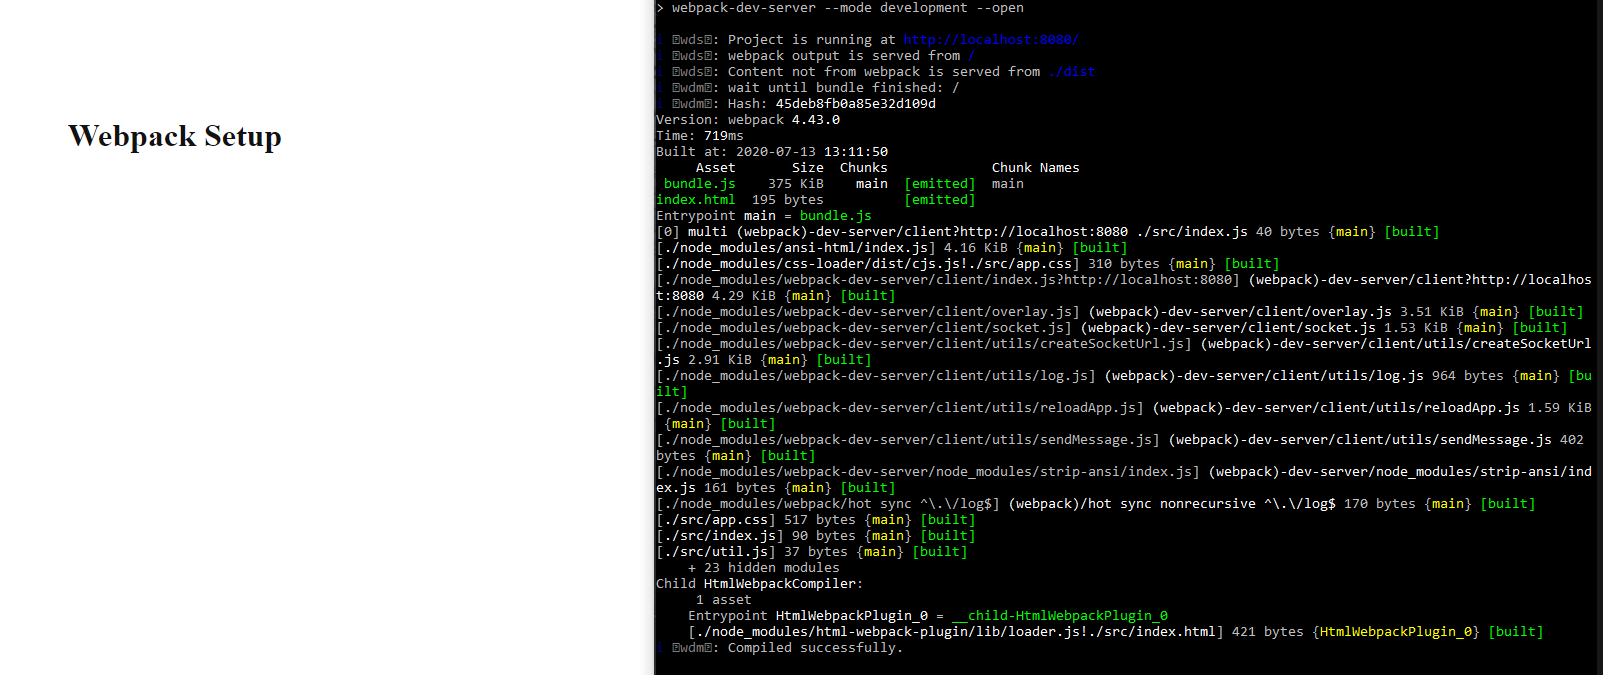 Webpack Setup
> webpack-dev-server --mode development --open
i ｢wds｣: Project is running at http://localhost:8080/
i ｢wds｣: webpack output is served from /
i ｢wds｣: Content not from webpack is served from ./dist
i ｢wdm｣: wait until bundle finished: /
i ｢wdm｣: Hash: 45deb8fb0a85e32d109d
Version: webpack 4.43.0
Time: 719ms
Built at: 2020-07-13 13:11:50
Asset Size Chunks Chunk Names
bundle.js 375 KiB main [emitted] main
index.html 195 bytes [emitted]
Entrypoint main = bundle.js
[0] multi (webpack)-dev-server/client?http://localhost:8080 ./src/index.js 40 bytes {main} [built]
[./node_modules/ansi-html/index.js] 4.16 KiB {main} [built]
[./node_modules/css-loader/dist/cjs.js!./src/app.css] 310 bytes {main} [built]
[./node_modules/webpack-dev-server/client/index.js?http://localhost:8080] (webpack)-dev-server/client?http://localhos
t:8080 4.29 KiB {main} [built]
[./node_modules/webpack-dev-server/client/overlay.js] (webpack)-dev-server/client/overlay.js 3.51 KiB {main} [built]
[./node_modules/webpack-dev-server/client/socket.js] (webpack)-dev-server/client/socket.js 1.53 KiB {main} [built]
[./node_modules/webpack-dev-server/client/utils/createSocketUrl.js] (webpack)-dev-server/client/utils/createSocketUrl
.js 2.91 KiB {main} [built]
[./node_modules/webpack-dev-server/client/utils/log.js] (webpack)-dev-server/client/utils/log.js 964 bytes {main} [bu
ilt]
[./node_modules/webpack-dev-server/client/utils/reloadApp.js] (webpack)-dev-server/client/utils/reloadApp.js 1.59 KiB
{main} [built]
[./node_modules/webpack-dev-server/client/utils/sendMessage.js] (webpack)-dev-server/client/utils/sendMessage.js 402
bytes {main} [built]
[./node_modules/webpack-dev-server/node_modules/strip-ansi/index.js] (webpack)-dev-server/node_modules/strip-ansi/ind
ex.js 161 bytes {main} [built]
[./node_modules/webpack/hot sync ^\.\/log$] (webpack)/hot sync nonrecursive ^\.\/log$ 170 bytes {main} [built]
[./src/app.css] 517 bytes {main} [built]
[./src/index.js] 90 bytes {main} [built]
[./src/util.js] 37 bytes {main} [built]
+ 23 hidden modules
Child HtmlWebpackCompiler:
1 asset
Entrypoint HtmlWebpackPlugin_0 = __child-HtmlWebpackPlugin_0
[./node_modules/html-webpack-plugin/lib/loader.js!./src/index.html] 421 bytes {HtmlWebpackPlugin_0} [built]
i ｢wdm｣: Compiled successfully.